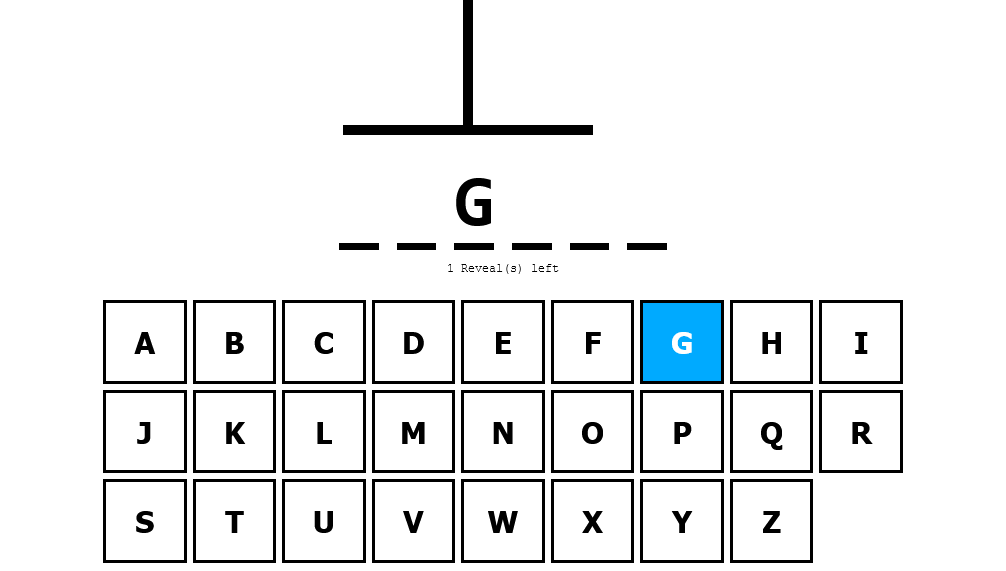 G
1 Reveal(s) left
A B C D E F G H I
J K L M N O P Q R
S T U V W X Y Z